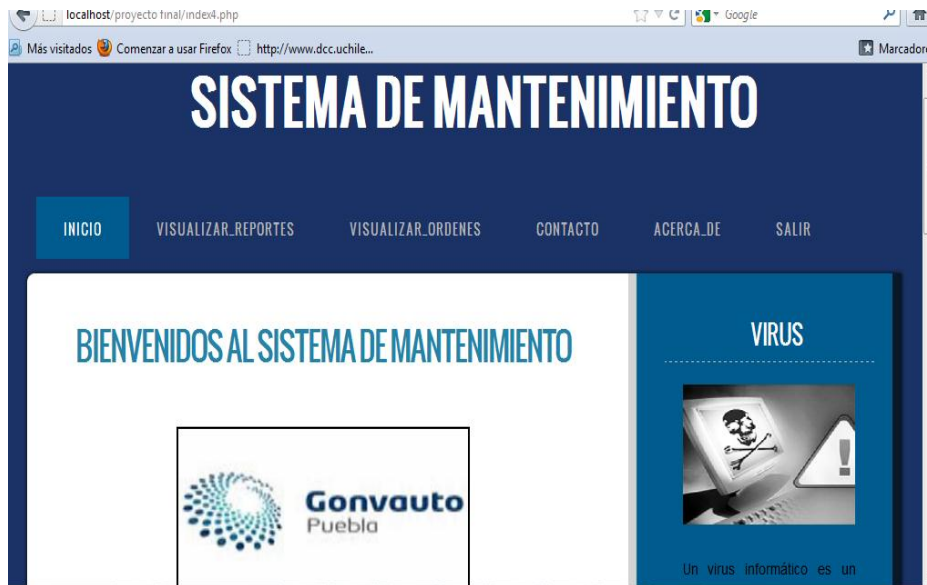 localhost/proyecto final/index4.php
Google
Más visitados
Comenzar a usar Firefox
http://www.dcc.uchile...
SISTEMA DE MANTENIMIENTO
INICIO
VISUALIZAR_REPORTES
VISUALIZAR_ORDENES
CONTACTO
ACERCA_DE
SALIR
BIENVENIDOS AL SISTEMA DE MANTENIMIENTO
Gonvauto
Puebla
VIRUS
Un virus informático es un